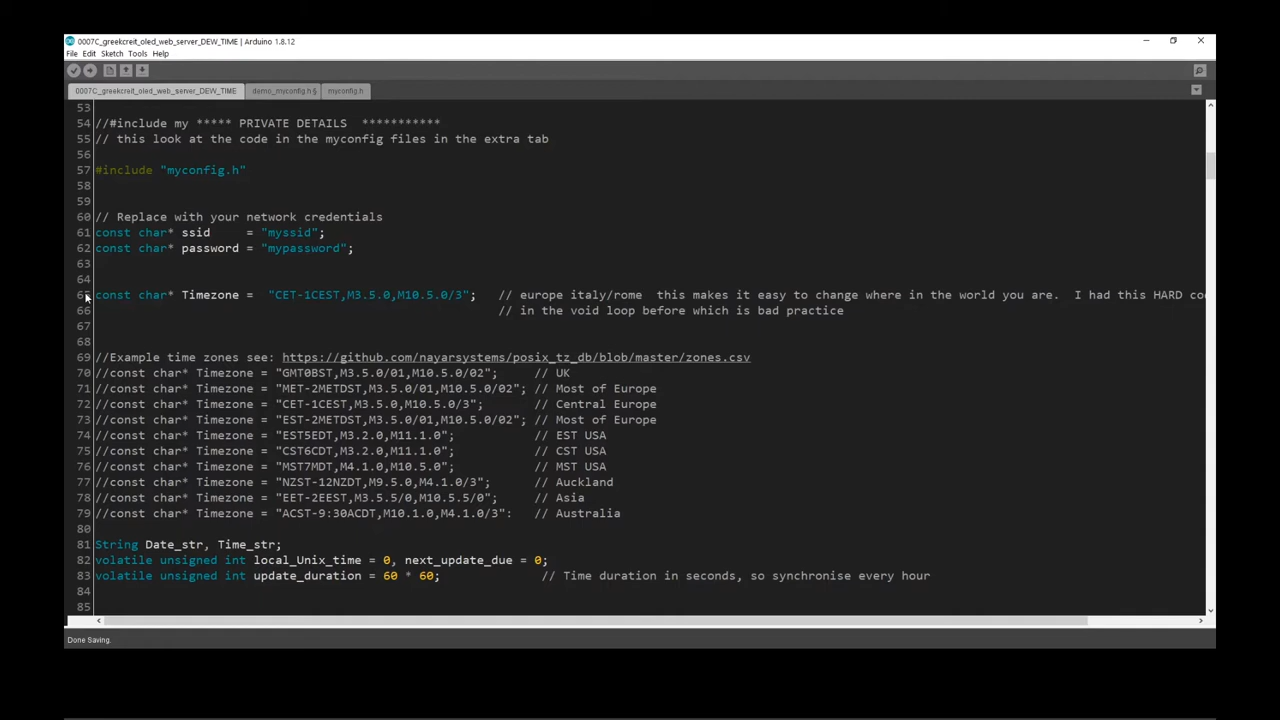 0007C_greekcreit_oled_web_server_DEW_TIME | Arduino 1.8.12
File Edit Sketch Tools Help
0007C_greekcreit_oled_web_server_DEW_TIME demo_myconfig.h § myconfig.h
53
54 //#include my ***** PRIVATE DETAILS ***********
55 // this look at the code in the myconfig files in the extra tab
56
57 #include "myconfig.h"
58
59
60 // Replace with your network credentials
61 const char* ssid     = "myssid";
62 const char* password = "mypassword";
63
64
65 const char* Timezone =  "CET-1CEST,M3.5.0,M10.5.0/3";   // europe italy/rome  this makes it easy to change where in the world you are.  I had this HARD co
66 // in the void loop before which is bad practice
67
68
69 //Example time zones see: https://github.com/nayarsystems/posix_tz_db/blob/master/zones.csv
70 //const char* Timezone = "GMT0BST,M3.5.0/01,M10.5.0/02";     // UK
71 //const char* Timezone = "MET-2METDST,M3.5.0/01,M10.5.0/02"; // Most of Europe
72 //const char* Timezone = "CET-1CEST,M3.5.0,M10.5.0/3";       // Central Europe
73 //const char* Timezone = "EST-2METDST,M3.5.0/01,M10.5.0/02"; // Most of Europe
74 //const char* Timezone = "EST5EDT,M3.2.0,M11.1.0";           // EST USA
75 //const char* Timezone = "CST6CDT,M3.2.0,M11.1.0";           // CST USA
76 //const char* Timezone = "MST7MDT,M4.1.0,M10.5.0";           // MST USA
77 //const char* Timezone = "NZST-12NZDT,M9.5.0,M4.1.0/3";      // Auckland
78 //const char* Timezone = "EET-2EEST,M3.5.5/0,M10.5.5/0";     // Asia
79 //const char* Timezone = "ACST-9:30ACDT,M10.1.0,M4.1.0/3":   // Australia
80
81 String Date_str, Time_str;
82 volatile unsigned int local_Unix_time = 0, next_update_due = 0;
83 volatile unsigned int update_duration = 60 * 60;              // Time duration in seconds, so synchronise every hour
84
85
Done Saving.